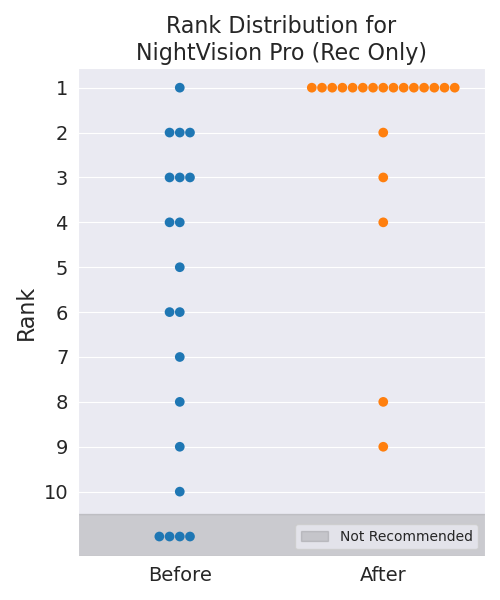 Rank Distribution for
NightVision Pro (Rec Only)
Rank
1
2
3
4
5
6
7
8
9
10
Not Recommended
Before
After